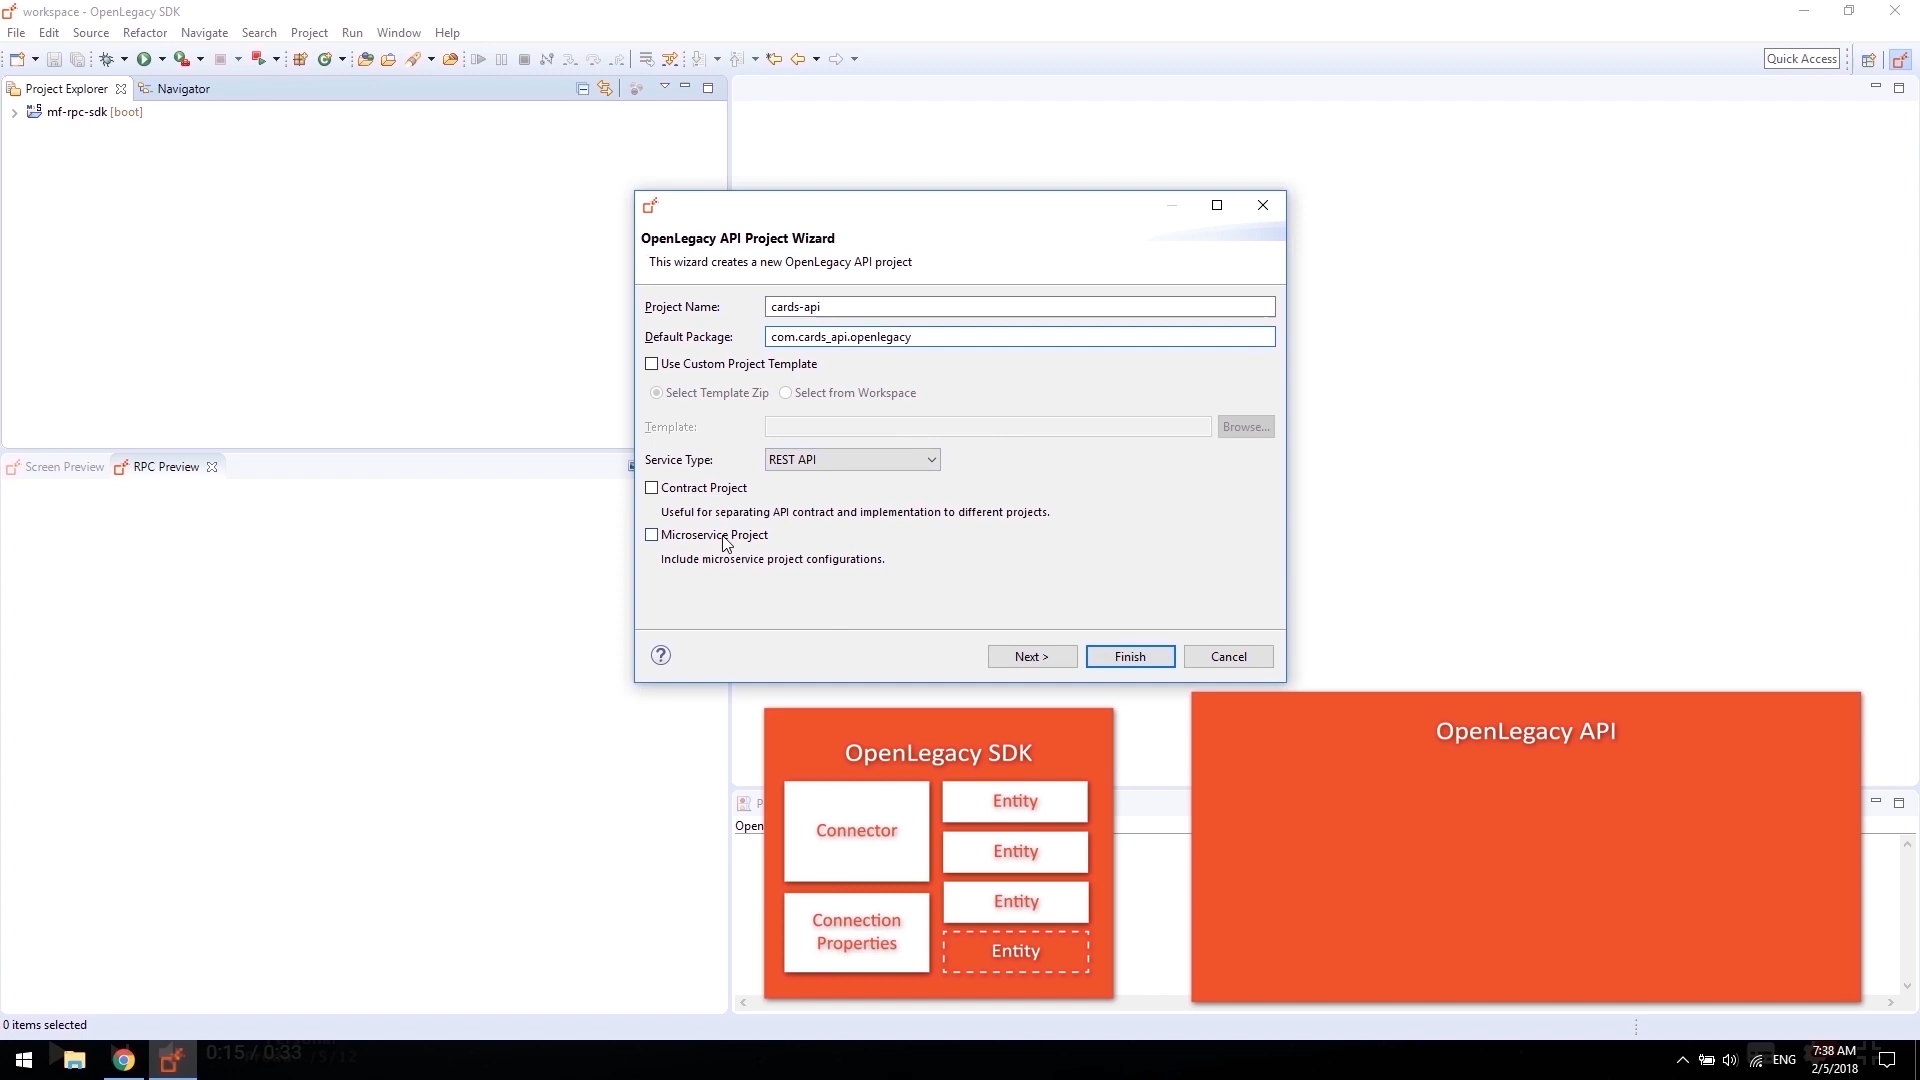 workspace - OpenLegacy SDK
File Edit Source Refactor Navigate Search Project Run Window Help
Quick Access
Project Explorer Navigator
mf-rpc-sdk [boot]
OpenLegacy API Project Wizard
This wizard creates a new OpenLegacy API project
Project Name: cards-api
Default Package: com.cards_api.openlegacy
Use Custom Project Template
Select Template Zip Select from Workspace
Template: Browse...
Service Type: REST API
Screen Preview RPC Preview
Contract Project
Useful for separating API contract and implementation to different projects.
Microservice Project
Include microservice project configurations.
? Next > Finish Cancel
OpenLegacy SDK
Connector
Connection
Properties
Entity
Entity
Entity
Entity
OpenLegacy API
P
Open
0 items selected
0:15 / 0:33
ENG
7:38 AM
2/5/2018